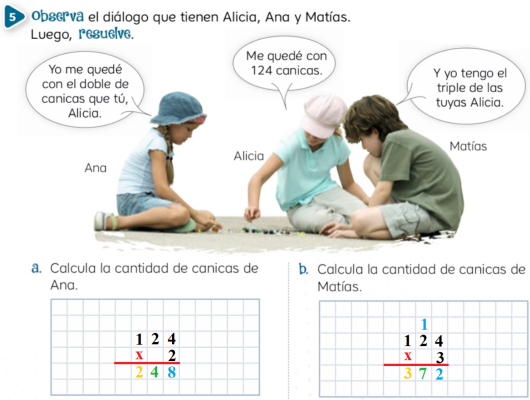 5 Observa el diálogo que tienen Alicia, Ana y Matías.
Luego, resuelve.
Yo me quedé
con el doble de
canicas que tú,
Alicia.
Me quedé con
124 canicas.
Y yo tengo el
triple de las
tuyas Alicia.
Ana
Alicia
Matías
a. Calcula la cantidad de canicas de
Ana.
1 2 4
x 2
2 4 8
b. Calcula la cantidad de canicas de
Matías.
1
1 2 4
x 3
3 7 2